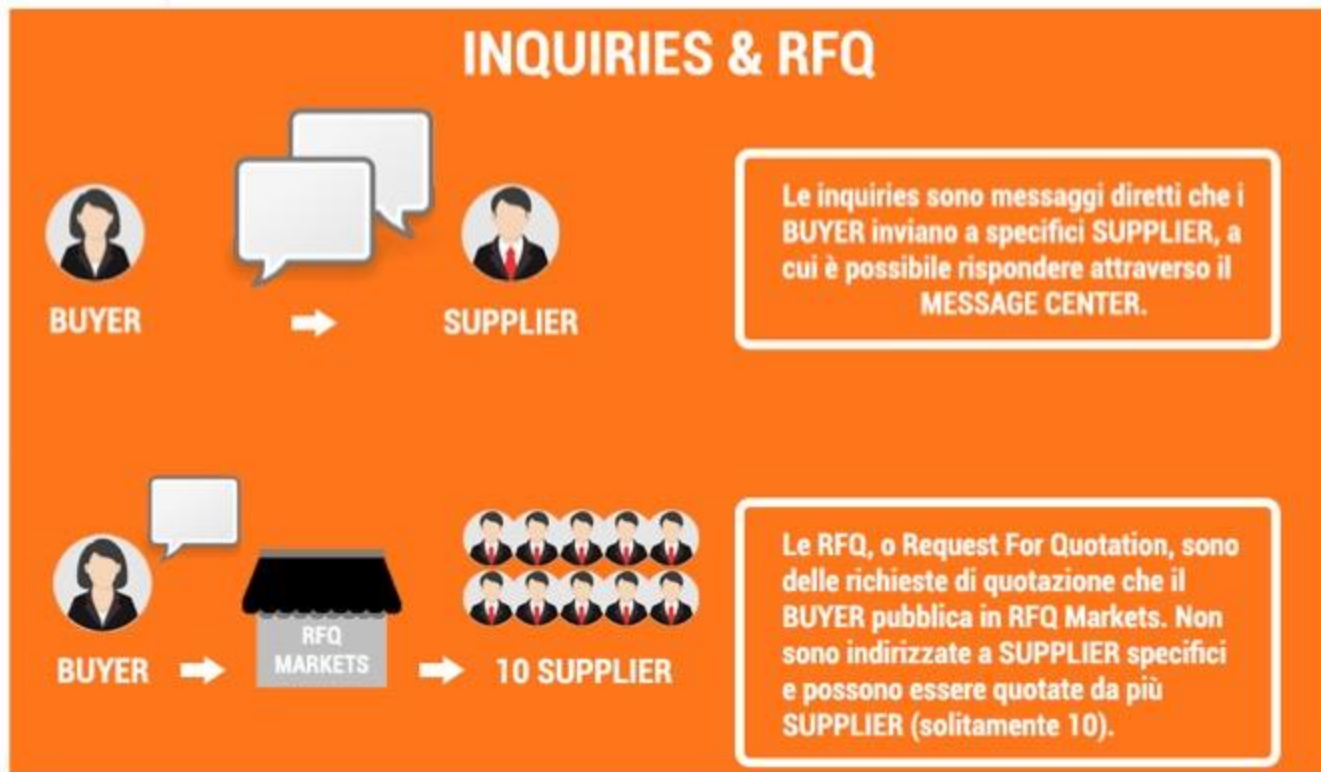 INQUIRIES & RFQ
BUYER
SUPPLIER
Le inquiries sono messaggi diretti che i
BUYER inviano a specifici SUPPLIER, a
cui è possibile rispondere attraverso il
MESSAGE CENTER.
BUYER
RFQ
MARKETS
10 SUPPLIER
Le RFQ, o Request For Quotation, sono
delle richieste di quotazione che il
BUYER pubblica in RFQ Markets. Non
sono indirizzate a SUPPLIER specifici
e possono essere quotate da più
SUPPLIER (solitamente 10).